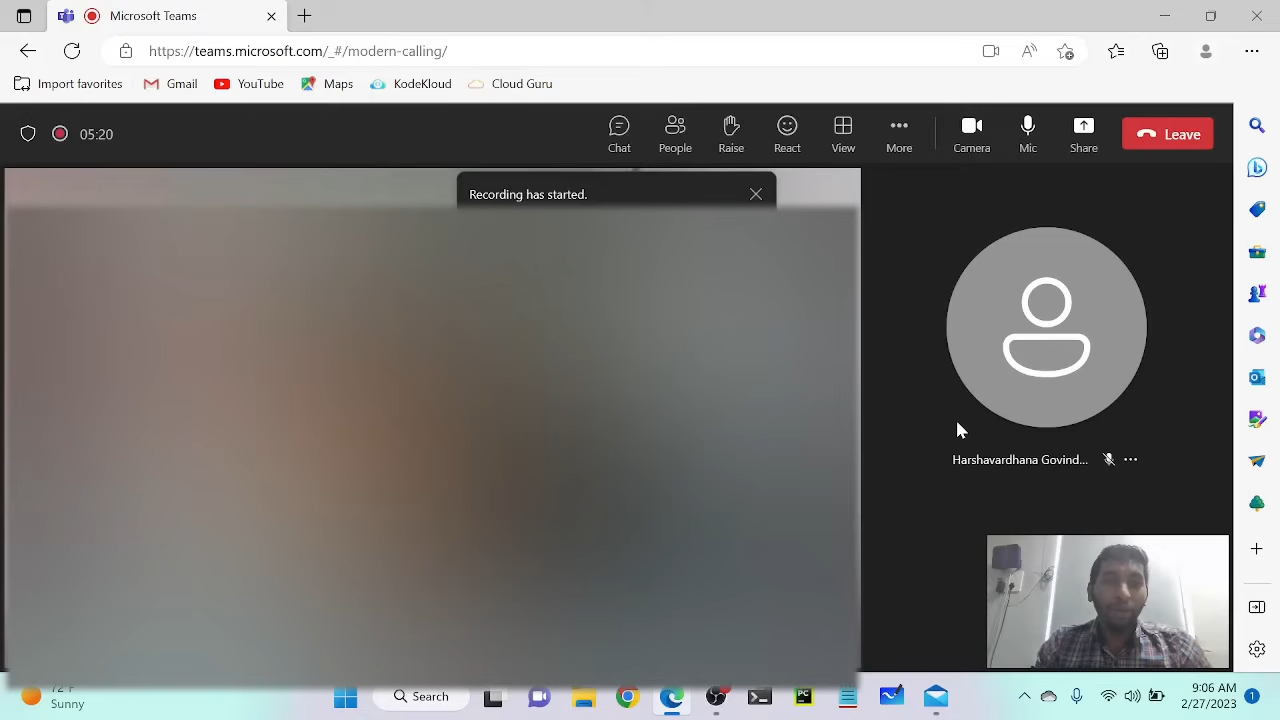 Microsoft Teams
https://teams.microsoft.com/_#/modern-calling/
Import favorites
Gmail
YouTube
Maps
KodeKloud
Cloud Guru
05:20
Chat
People
Raise
React
View
More
Camera
Mic
Share
Leave
Recording has started.
Harshavardhana Govind...
Sunny
Search
PC
9:06 AM
2/27/2023
1